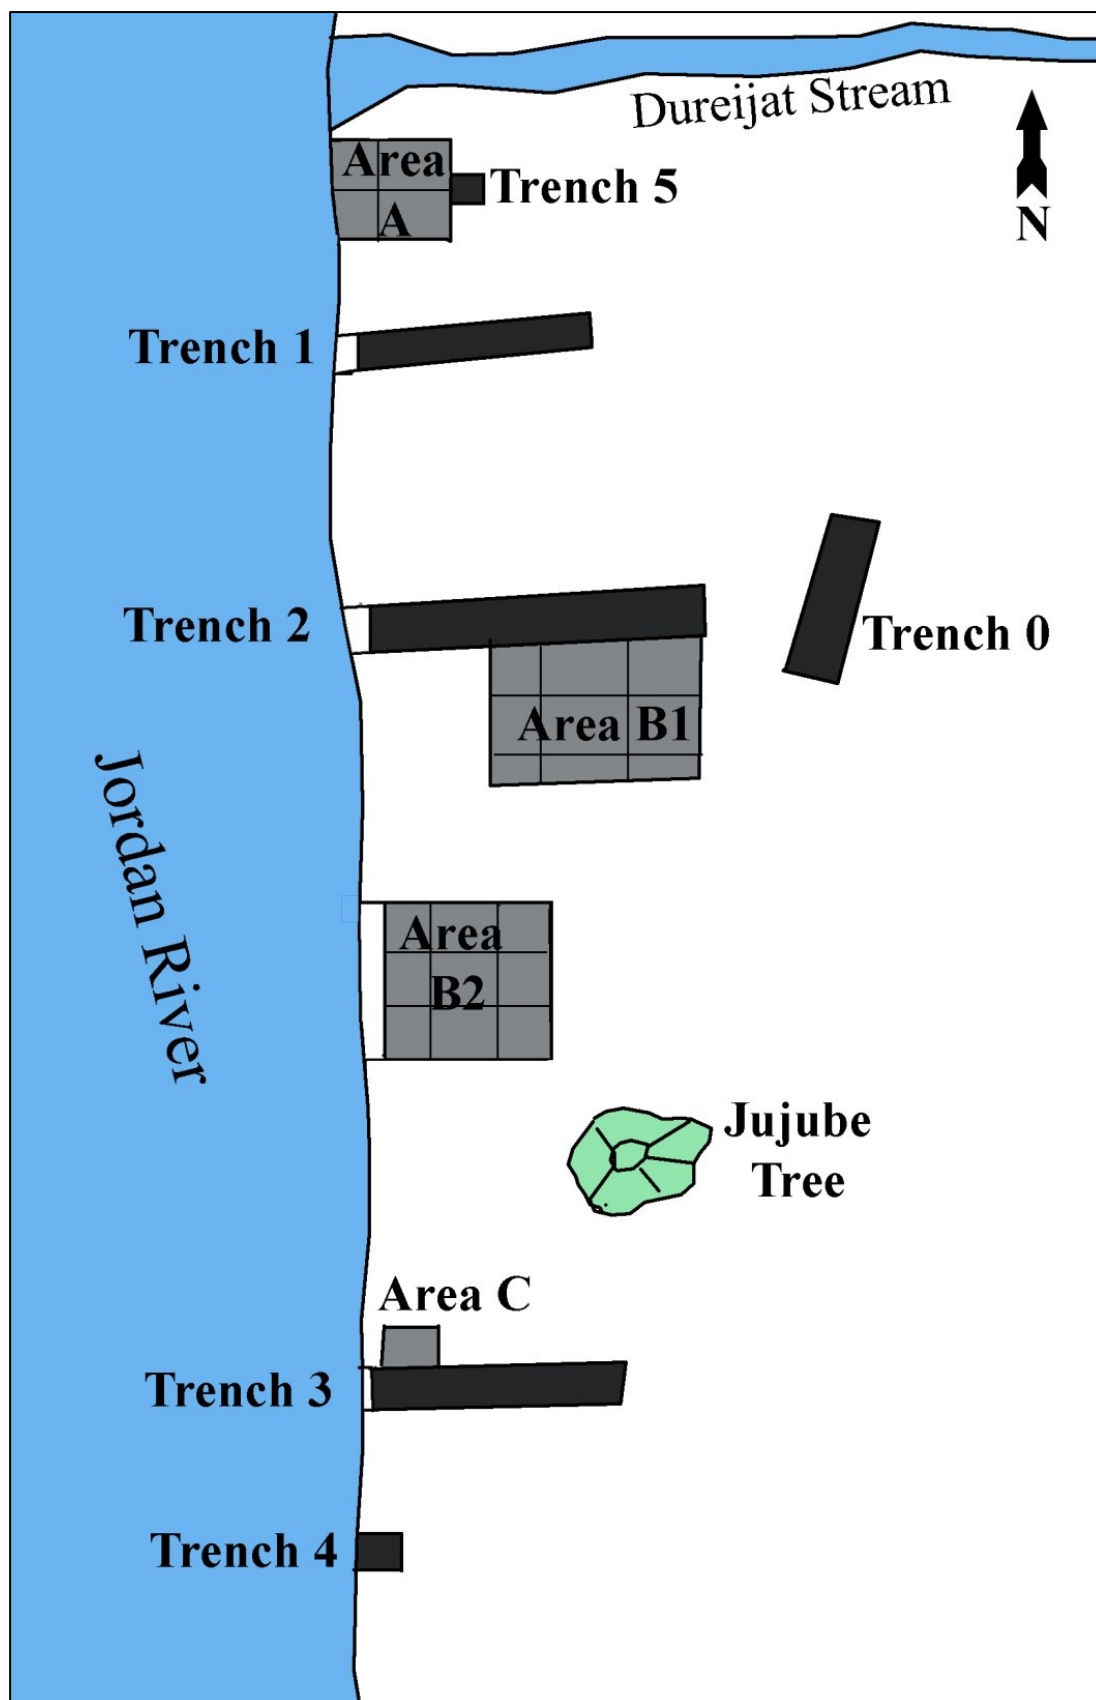 Dureijat Stream
Area
A
Trench 5
N
Trench 1
Trench 2
Trench 0
Area B1
Jordan River
Area
B2
Jujube
Tree
Area C
Trench 3
Trench 4